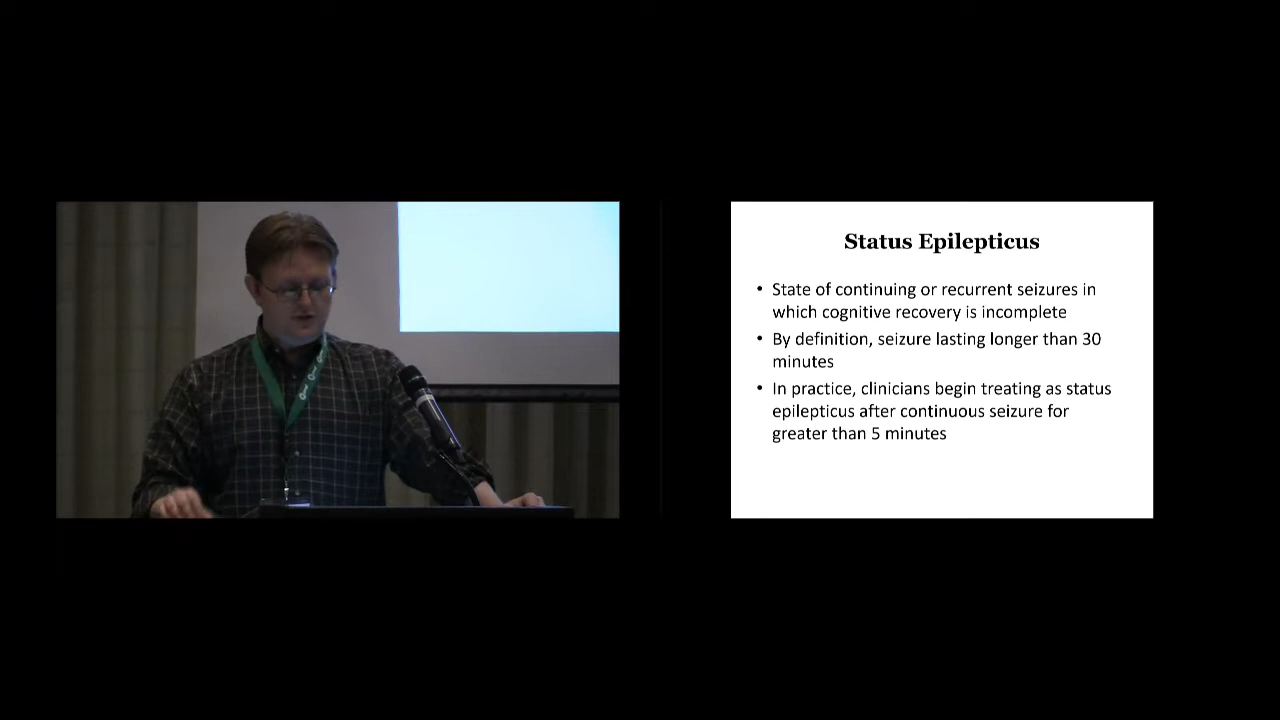 Status Epilepticus
• State of continuing or recurrent seizures in
which cognitive recovery is incomplete
• By definition, seizure lasting longer than 30
minutes
• In practice, clinicians begin treating as status
epilepticus after continuous seizure for
greater than 5 minutes